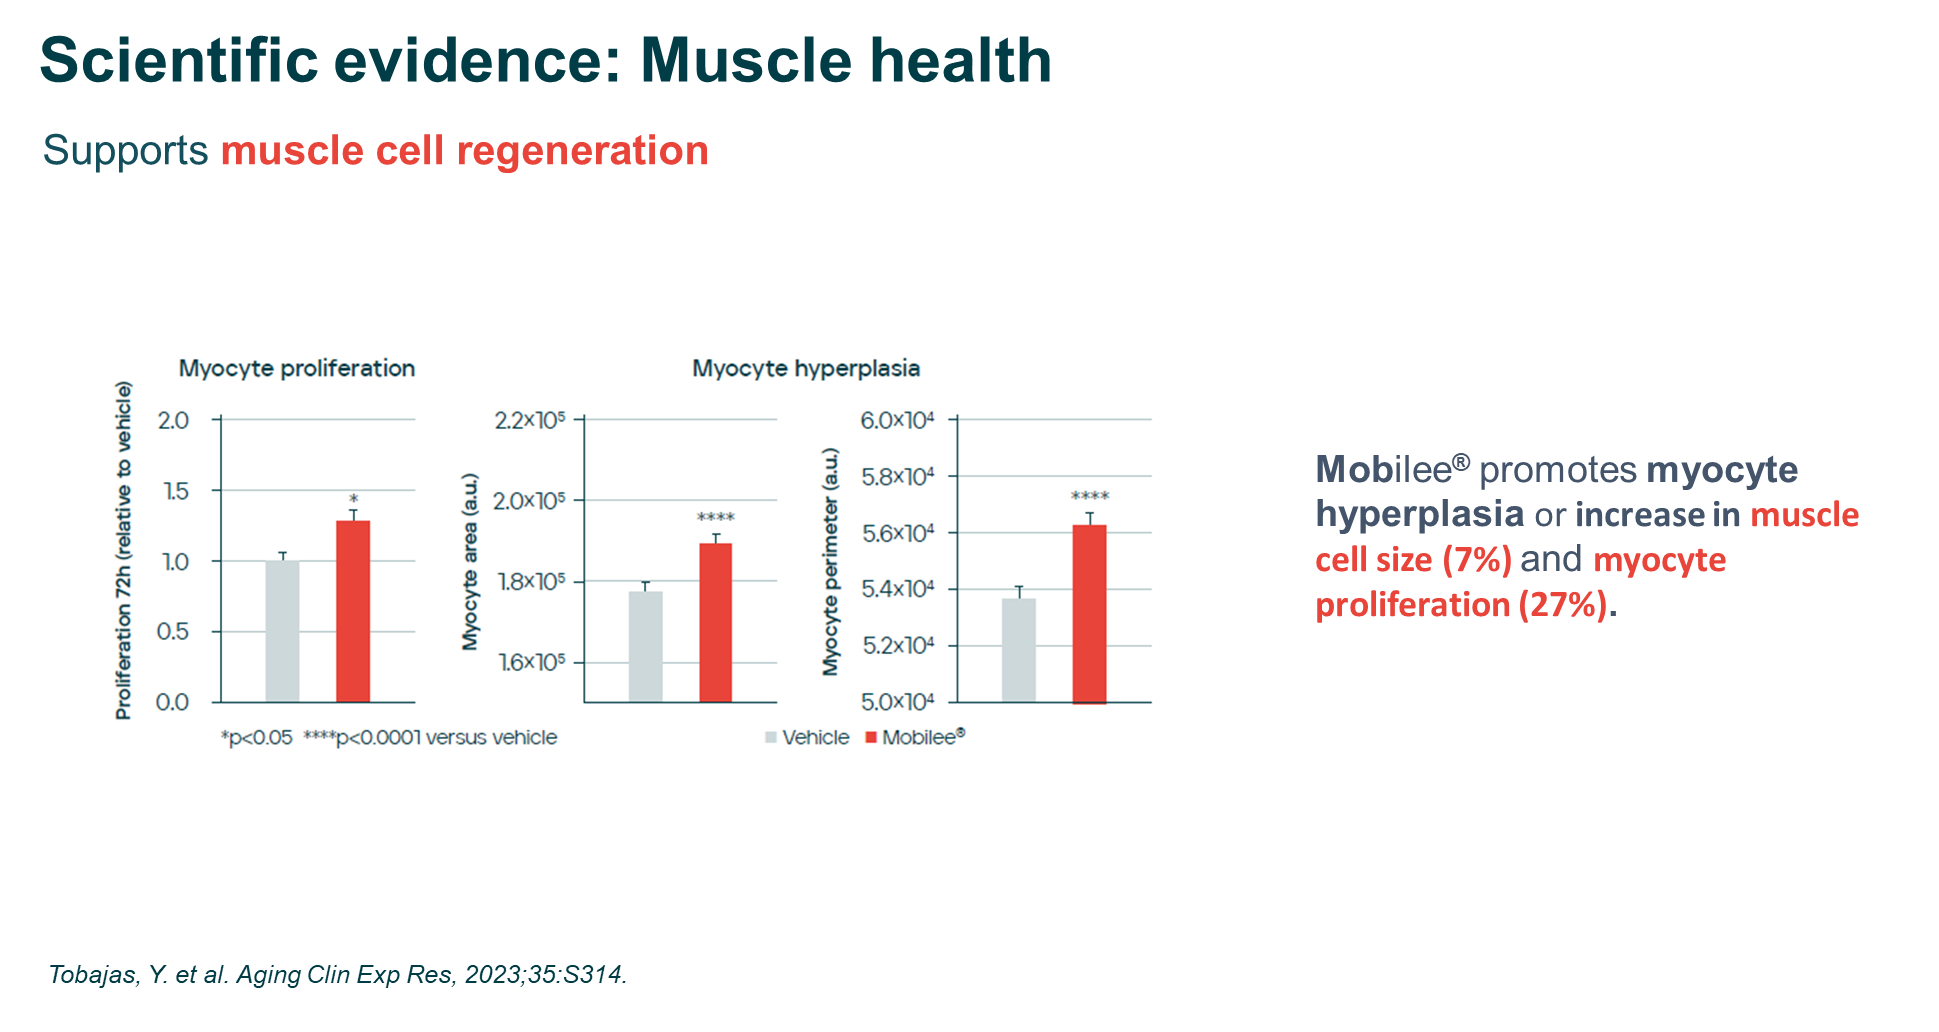 Scientific evidence: Muscle health
Supports muscle cell regeneration
Myocyte proliferation
Proliferation 72h (relative to vehicle)
2.0
1.5
1.0
0.5
0.0
*
Myocyte hyperplasia
Myocyte area (a.u.)
2.2x10⁵
2.0x10⁵
1.8x10⁵
1.6x10⁵
****
Myocyte perimeter (a.u.)
6.0x10⁴
5.8x10⁴
5.6x10⁴
5.4x10⁴
5.2x10⁴
5.0x10⁴
****
*p<0.05 ****p<0.0001 versus vehicle
Vehicle Mobilee®
Mobilee® promotes myocyte
hyperplasia or increase in muscle
cell size (7%) and myocyte
proliferation (27%).
Tobajas, Y. et al. Aging Clin Exp Res, 2023;35:S314.